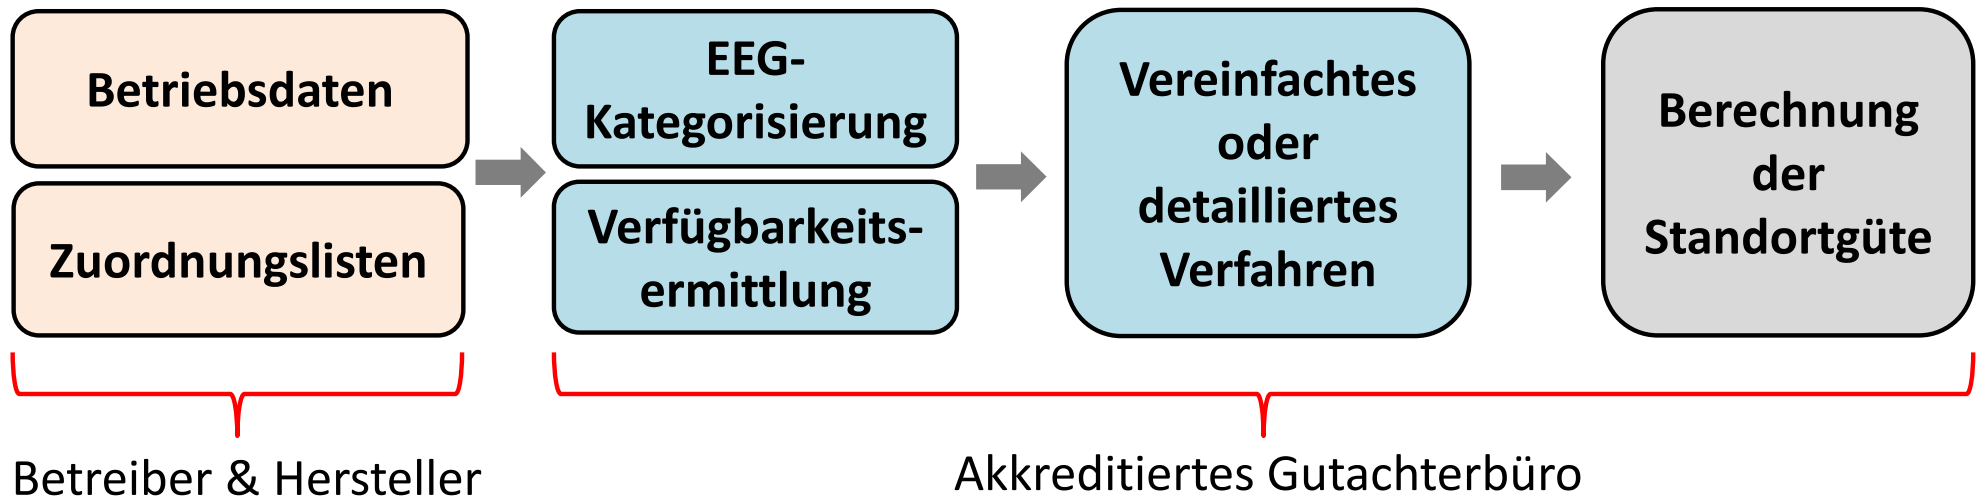 Betriebsdaten
Zuordnungslisten
EEG-
Kategorisierung
Verfügbarkeits-
ermittlung
Vereinfachtes
oder
detailliertes
Verfahren
Berechnung
der
Standortgüte
Betreiber & Hersteller
Akkreditiertes Gutachterbüro